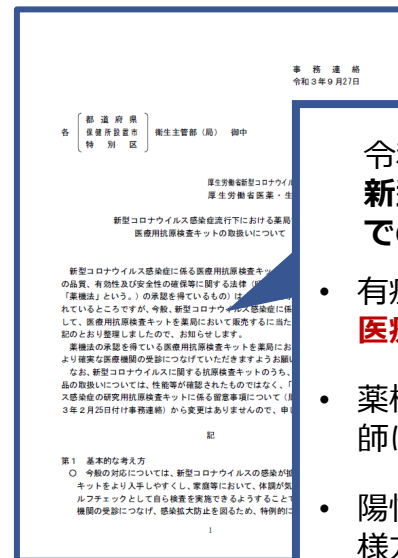 事 務 連 絡
令和３年９月27日
各
都 道 府 県
保健所設置市
特 別 区
衛生主管部（局） 御中
厚生労働省新型コロナウイル
厚生労働省医薬・生
新型コロナウイルス感染症流行下における薬局
医療用抗原検査キットの取扱いについて
新型コロナウイルス感染症に係る医療用抗原検査キッ
の品質、有効性及び安全性の確保等に関する法律
「薬機法」という。）の承認を得ているもの）は
れているところですが、今般、新型コロナウイルス感染症に係
して、医療用抗原検査キットを薬局において販売するに当た
記のとおり整理しましたので、お知らせします。
薬機法の承認を得ている医療用抗原検査キットを薬局にお
より確実な医療機関の受診につなげていただきますようお願い
なお、新型コロナウイルスに関する抗原検査キットのうち、
品の取扱いについては、性能等が確認されたものではなく、「
ス感染症の研究用抗原検査キットに係る留意事項について（
３年２月25日付け事務連絡）から変更はありませんので、申し
記
第１ 基本的な考え方
○ 今般の対応については、新型コロナウイルスの感染が拡
キットをより入手しやすくし、家庭等において、体調が気
ルフチェックとして自ら検査を実施できるようすること
機関の受診につなげ、感染拡大防止を図るため、特例的に
1
令
新
での
• 有
医
• 薬機
師に
• 陽性
様